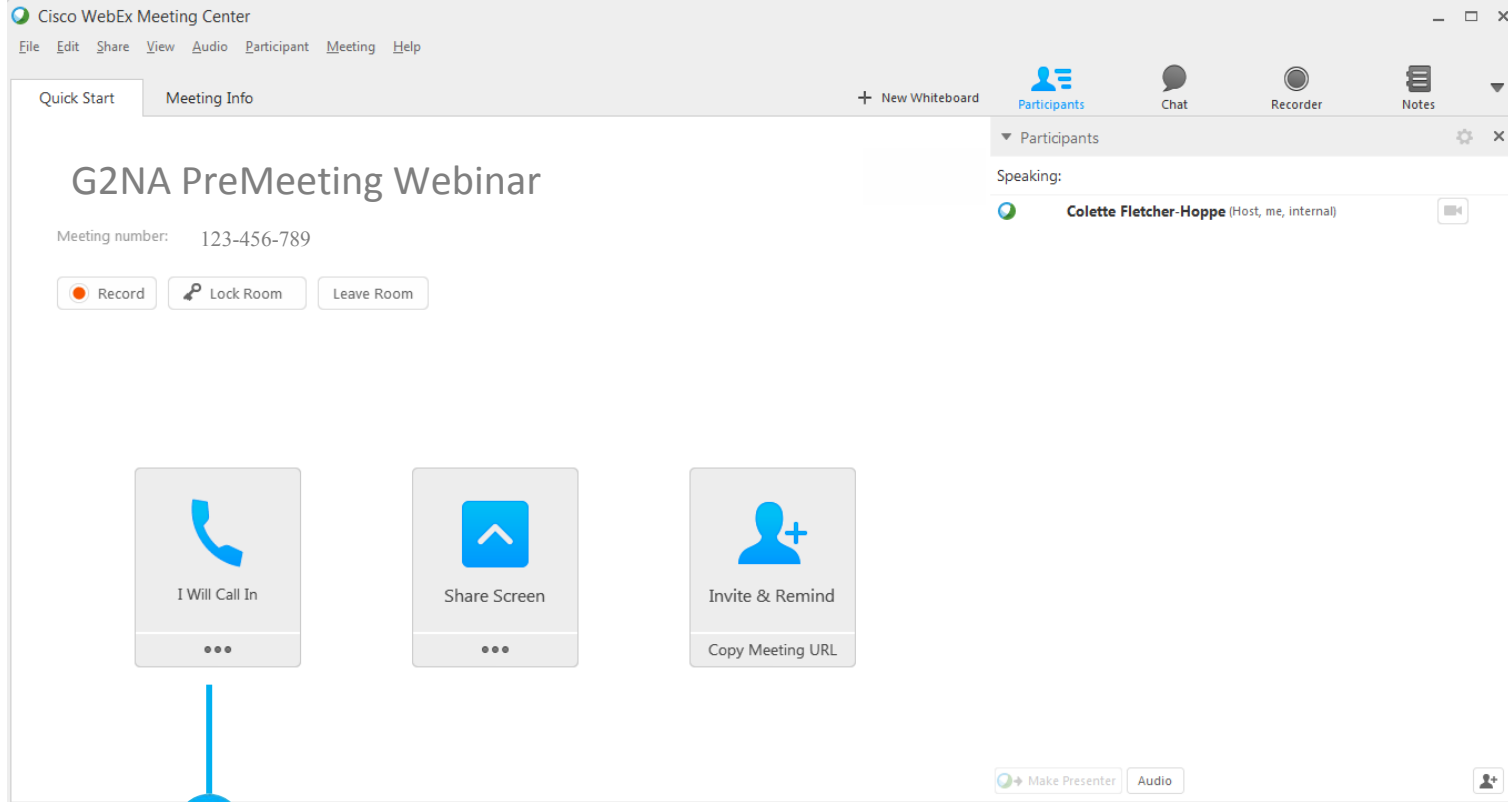 Cisco WebEx Meeting Center
File Edit Share View Audio Participant Meeting Help
Quick Start Meeting Info + New Whiteboard Participants Chat Recorder Notes
Participants
G2NA PreMeeting Webinar
Speaking:
Colette Fletcher-Hoppe (Host, me, internal)
Meeting number: 123-456-789
Record Lock Room Leave Room
I Will Call In Share Screen Invite & Remind
Copy Meeting URL
Make Presenter Audio